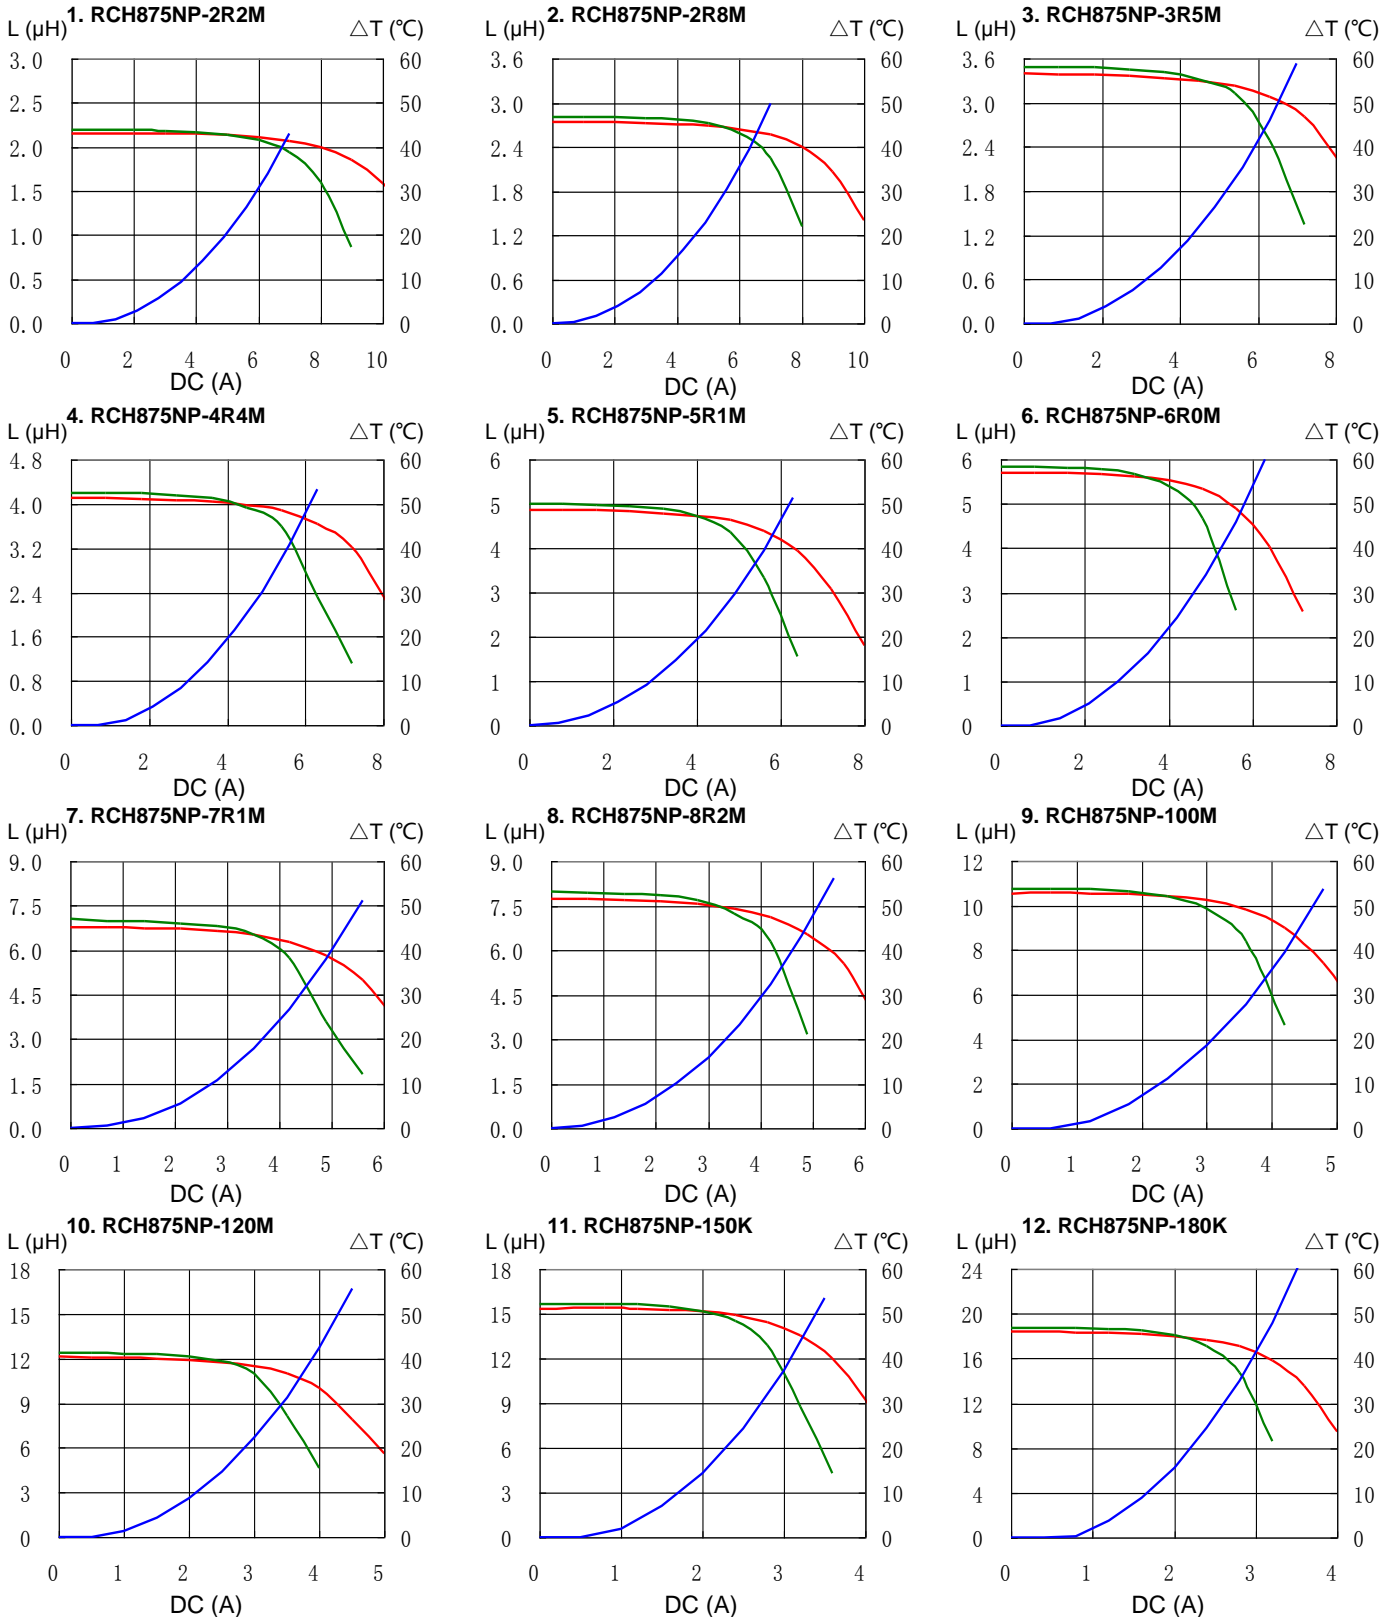 1. RCH875NP-2R2M
L (μH)
△T (℃)
3.0
2.5
2.0
1.5
1.0
0.5
0.0
60
50
40
30
20
10
0
0 2 4 6 8 10
DC (A)
2. RCH875NP-2R8M
L (μH)
△T (℃)
3.6
3.0
2.4
1.8
1.2
0.6
0.0
60
50
40
30
20
10
0
0 2 4 6 8 10
DC (A)
3. RCH875NP-3R5M
L (μH)
△T (℃)
3.6
3.0
2.4
1.8
1.2
0.6
0.0
60
50
40
30
20
10
0
0 2 4 6 8
DC (A)
4. RCH875NP-4R4M
L (μH)
△T (℃)
4.8
4.0
3.2
2.4
1.6
0.8
0.0
60
50
40
30
20
10
0
0 2 4 6 8
DC (A)
5. RCH875NP-5R1M
L (μH)
△T (℃)
6
5
4
3
2
1
0
60
50
40
30
20
10
0
0 2 4 6 8
DC (A)
6. RCH875NP-6R0M
L (μH)
△T (℃)
6
5
4
3
2
1
0
60
50
40
30
20
10
0
0 2 4 6 8
DC (A)
7. RCH875NP-7R1M
L (μH)
△T (℃)
9.0
7.5
6.0
4.5
3.0
1.5
0.0
60
50
40
30
20
10
0
0 1 2 3 4 5 6
DC (A)
8. RCH875NP-8R2M
L (μH)
△T (℃)
9.0
7.5
6.0
4.5
3.0
1.5
0.0
60
50
40
30
20
10
0
0 1 2 3 4 5 6
DC (A)
9. RCH875NP-100M
L (μH)
△T (℃)
12
10
8
6
4
2
0
60
50
40
30
20
10
0
0 1 2 3 4 5
DC (A)
10. RCH875NP-120M
L (μH)
△T (℃)
18
15
12
9
6
3
0
60
50
40
30
20
10
0
0 1 2 3 4 5
DC (A)
11. RCH875NP-150K
L (μH)
△T (℃)
18
15
12
9
6
3
0
60
50
40
30
20
10
0
0 1 2 3 4
DC (A)
12. RCH875NP-180K
L (μH)
△T (℃)
24
20
16
12
8
4
0
60
50
40
30
20
10
0
0 1 2 3 4
DC (A)